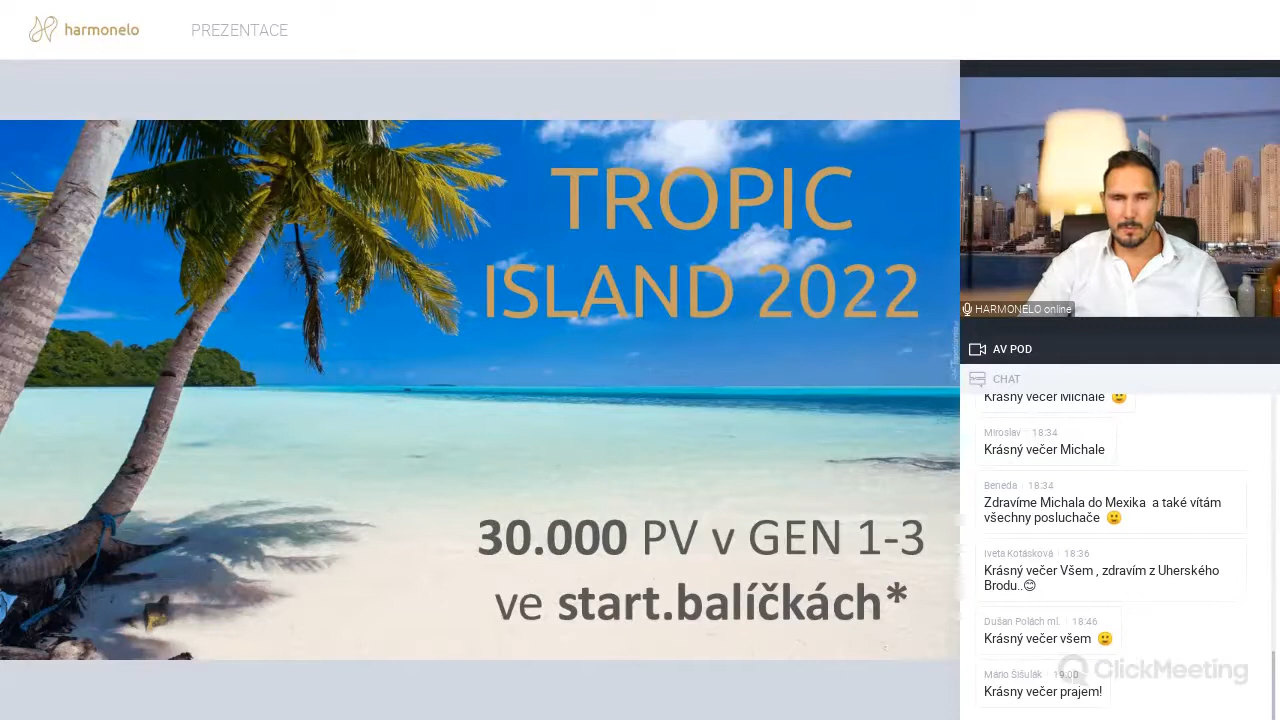 harmonelo
PREZENTACE
TROPIC
ISLAND 2022
30.000 PV v GEN 1-3
ve start.balíčkách*
HARMONELO online
AV POD
CHAT
Krásný večer Michale
Miroslav 18:34
Krásný večer Michale
Beneda 18:34
Zdravíme Michala do Mexika a také vítám
všechny posluchače
Iveta Kotásková 18:36
Krásný večer Všem , zdravím z Uherského
Brodu..
Dušan Polách ml. 18:46
Krásný večer všem
Mário Šišulák 19:00
Krásny večer prajem!
ClickMeeting